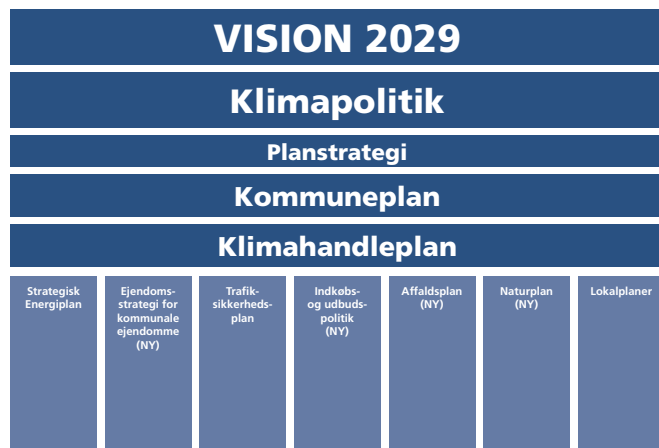 VISION 2029
Klimapolitik
Planstrategi
Kommuneplan
Klimahandleplan
Strategisk
Energiplan
Ejendoms-
strategi for
kommunale
ejendomme
(NY)
Trafik-
sikkerheds-
plan
Indkøbs-
og udbuds-
politik
(NY)
Affaldsplan
(NY)
Naturplan
(NY)
Lokalplaner